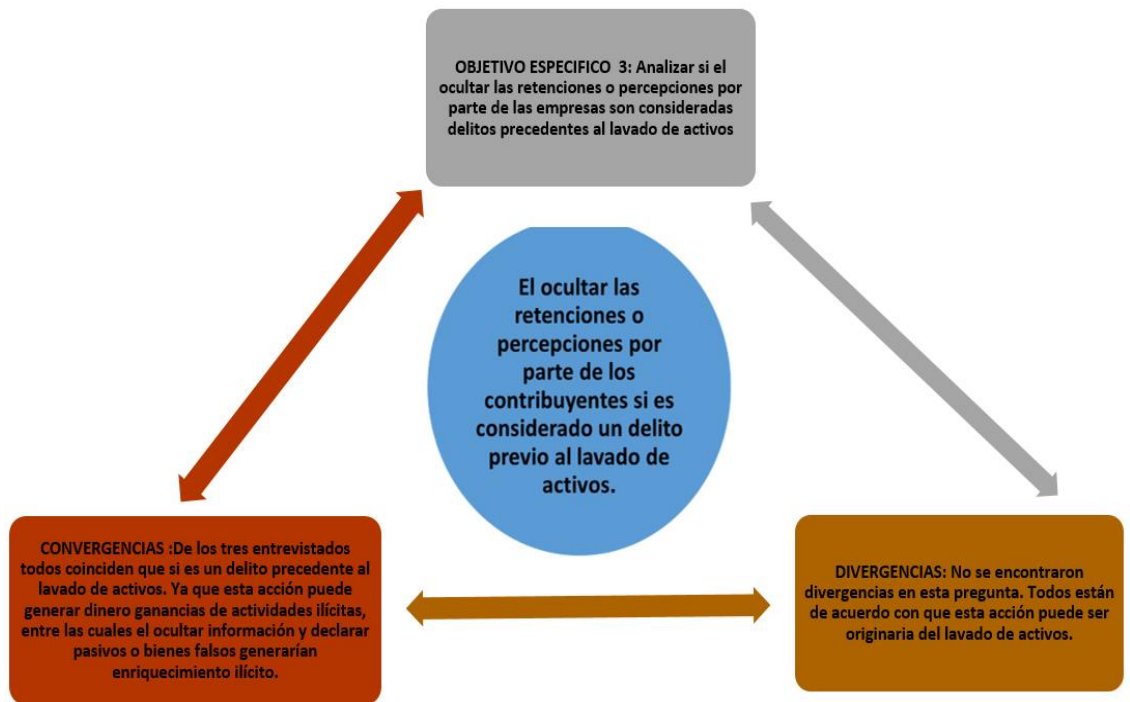 OBJETIVO ESPECIFICO 3: Analizar si el
ocultar las retenciones o percepciones por
parte de las empresas son consideradas
delitos precedentes al lavado de activos
El ocultar las
retenciones o
percepciones por
parte de los
contribuyentes si es
considerado un delito
previo al lavado de
activos.
CONVERGENCIAS :De los tres entrevistados
todos coinciden que si es un delito precedente al
lavado de activos. Ya que esta acción puede
generar dinero ganancias de actividades ilícitas,
entre las cuales el ocultar información y declarar
pasivos o bienes falsos generarían
enriquecimiento ilícito.
DIVERGENCIAS: No se encontraron
divergencias en esta pregunta. Todos están
de acuerdo con que esta acción puede ser
originaria del lavado de activos.